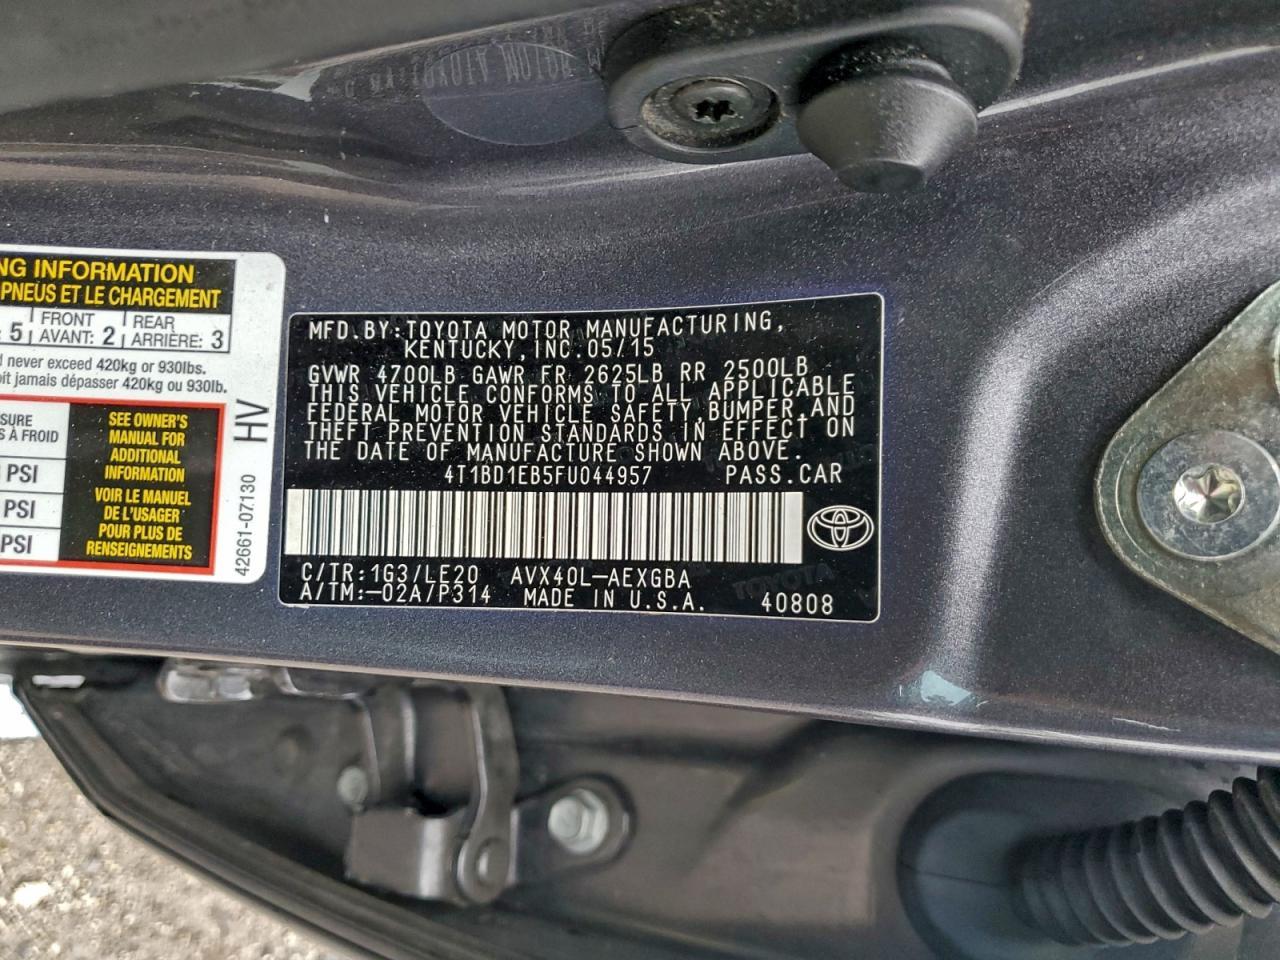 NG INFORMATION
PNEUS ET LE CHARGEMENT
5 FRONT AVANT: 2 REAR ARRIÈRE: 3
never exceed 420kg or 930lbs.
jamais dépasser 420kg ou 930lb.
À FROID
PSI
PSI
PSI
SEE OWNER'S
MANUAL FOR
ADDITIONAL
INFORMATION
VOIR LE MANUEL
DE L'USAGER
POUR PLUS DE
RENSEIGNEMENTS
HV
42661-07130
MFD.BY:TOYOTA MOTOR MANUFACTURING,
KENTUCKY,INC.05/15
GVWR 4700LB GAWR FR 2625LB RR 2500LB
THIS VEHICLE CONFORMS TO ALL APPLICABLE
FEDERAL MOTOR VEHICLE SAFETY,BUMPER,AND
THEFT PREVENTION STANDARDS IN EFFECT ON
THE DATE OF MANUFACTURE SHOWN ABOVE.
4T1BD1EB5FU044957 PASS.CAR
C/TR:1G3/LE20 AVX40L-AEXGBA
A/TM:-02A/P314 MADE IN U.S.A. 40808